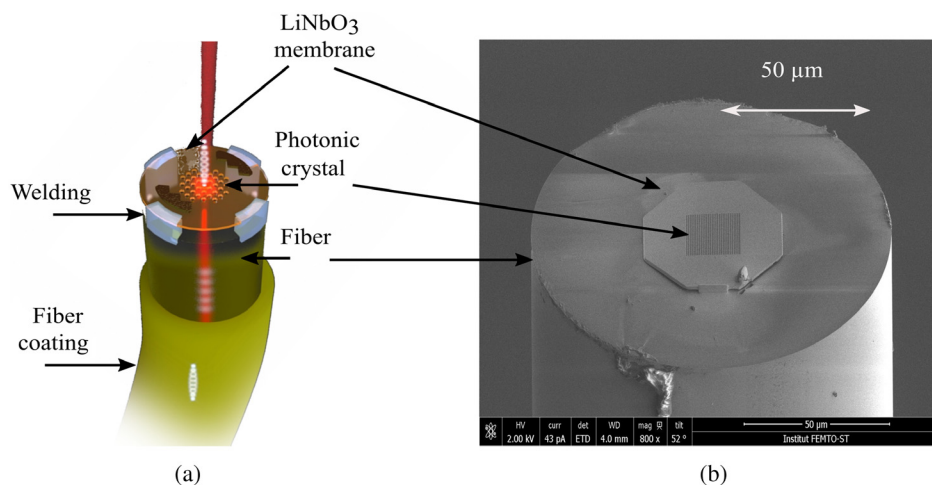 LiNbO3
membrane
50 µm
Photonic
crystal
Welding
Fiber
Fiber
coating
HV
curr
det
WD
mag
tilt
50 µm
2.00 kV
43 pA
ETD
4.0 mm
800 x
52 °
Institut FEMTO-ST
(a)
(b)